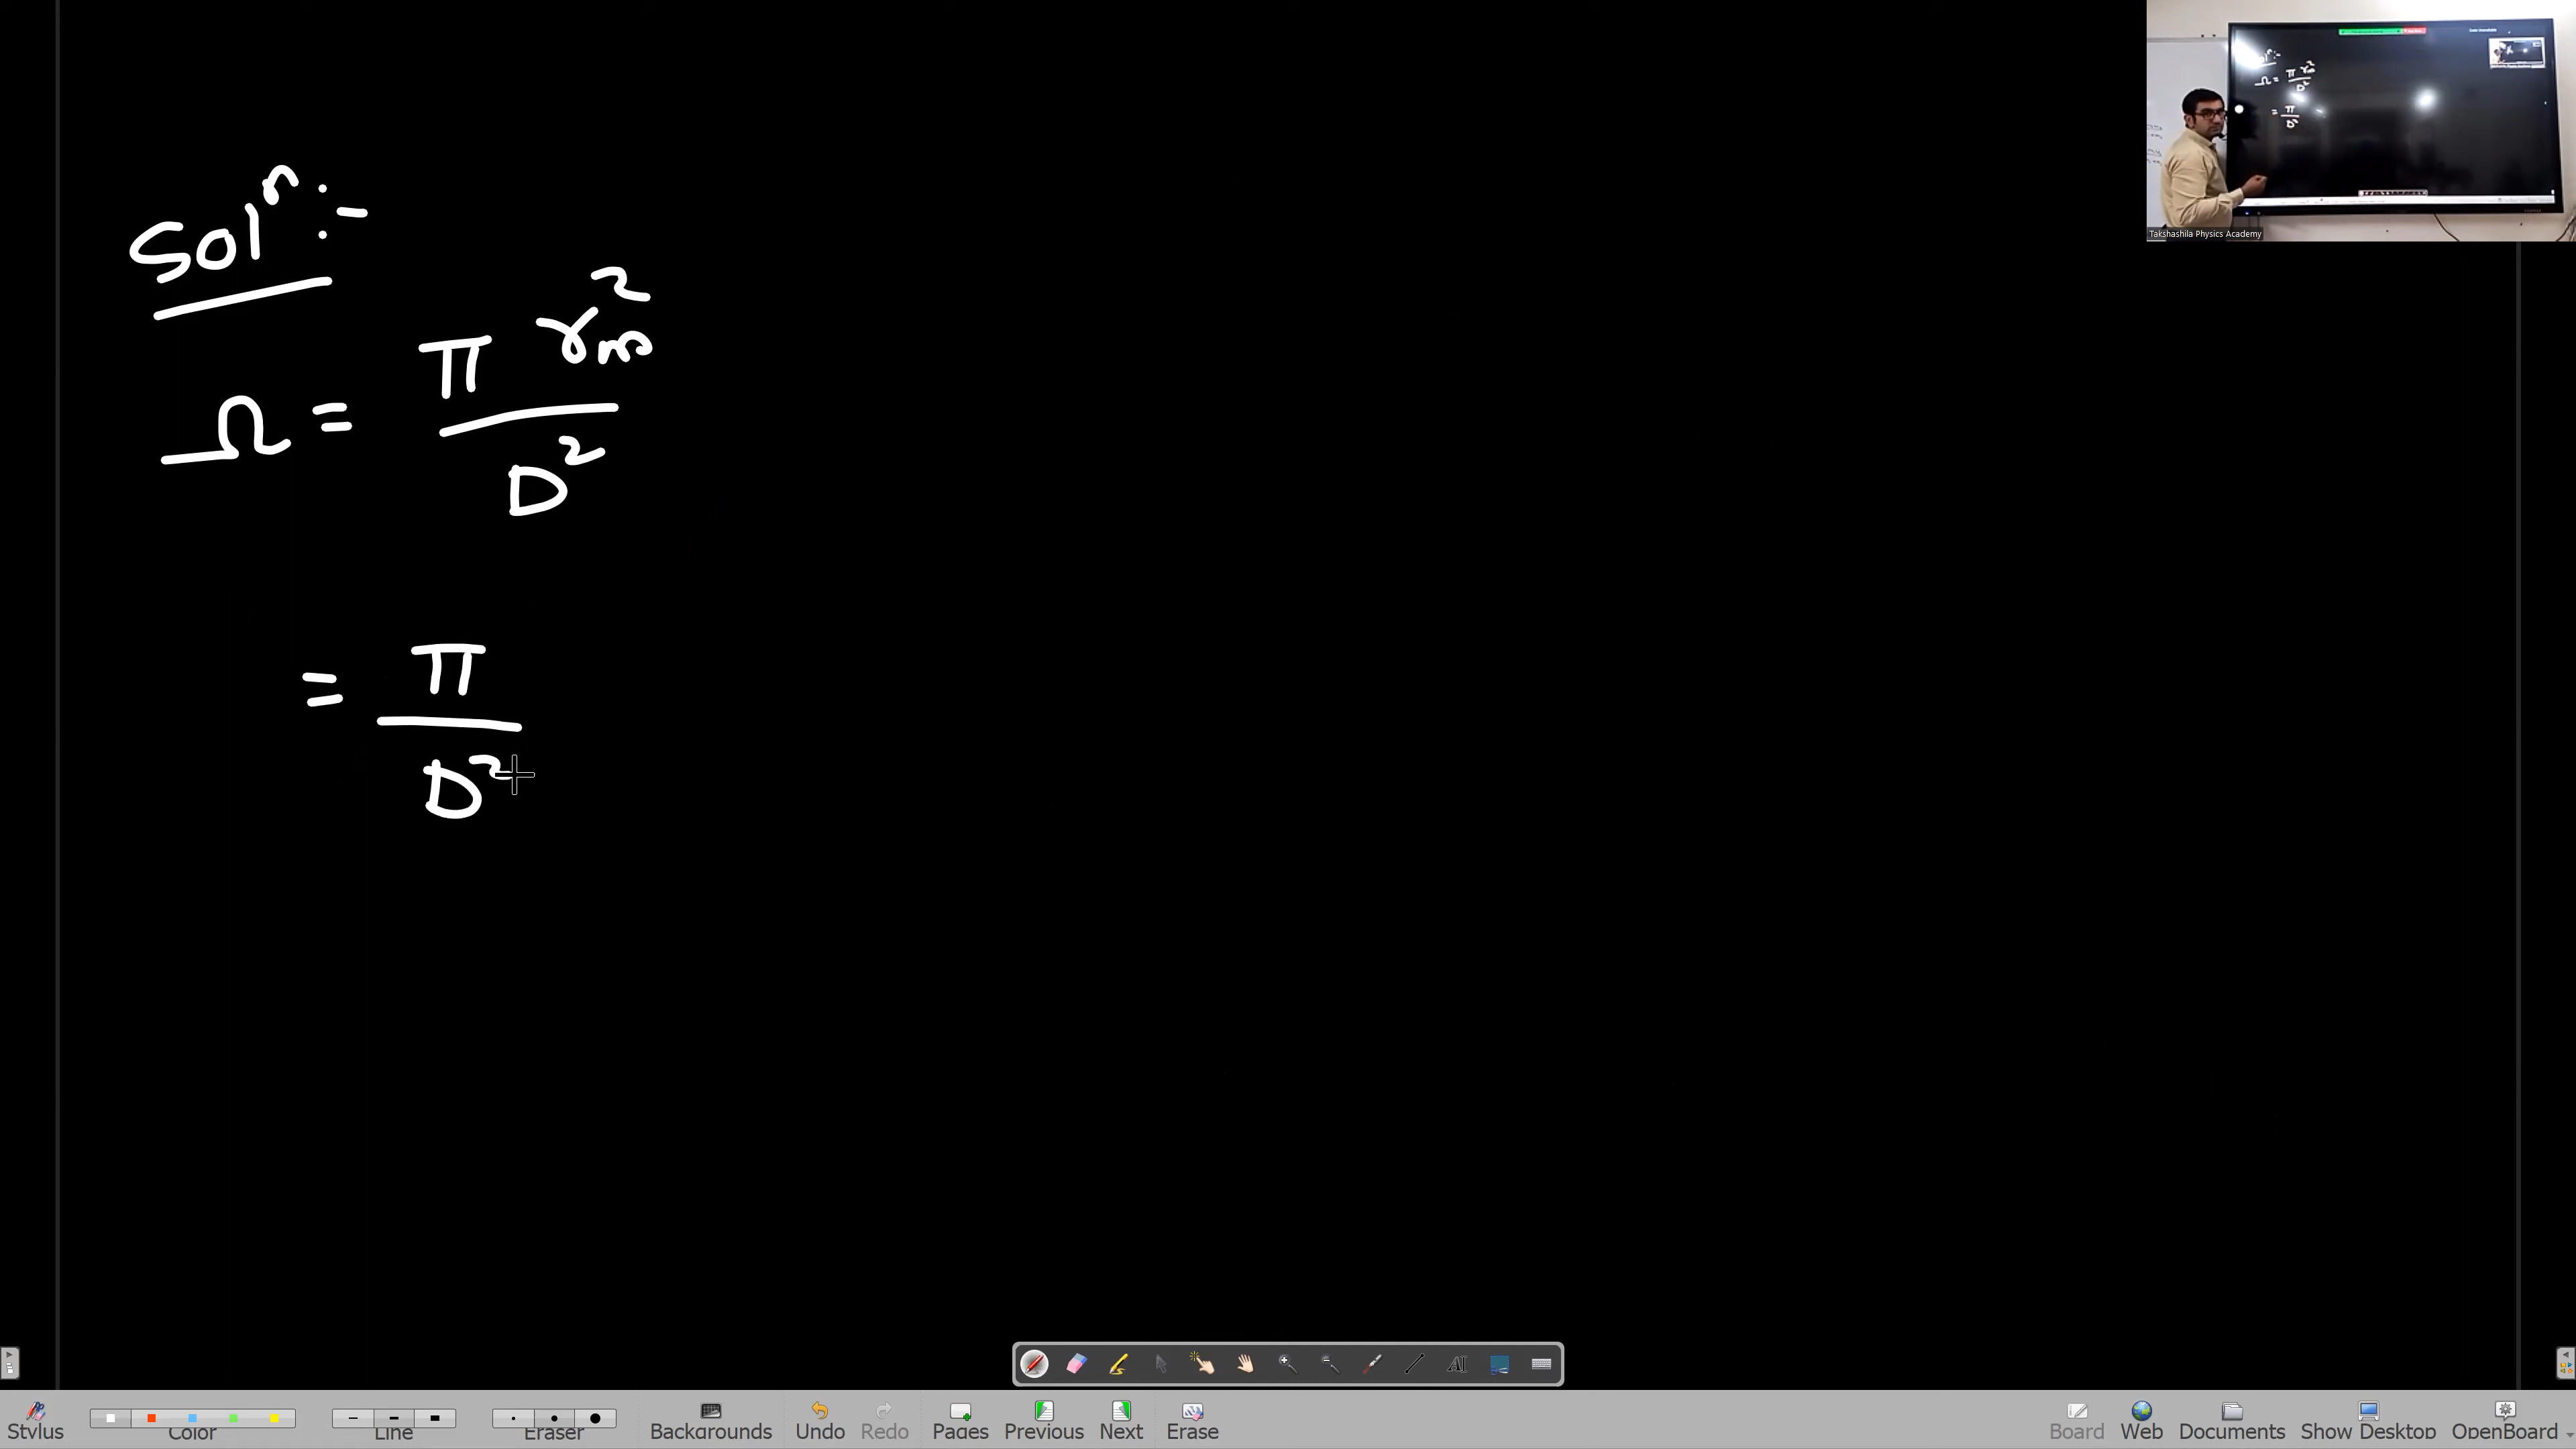 Solⁿ :-
Ω = π rₘ² / D²
= π / D²
Takshashila Physics Academy
Stylus Color Line Eraser Backgrounds Undo Redo Pages Previous Next Erase Board Web Documents Show Desktop OpenBoard